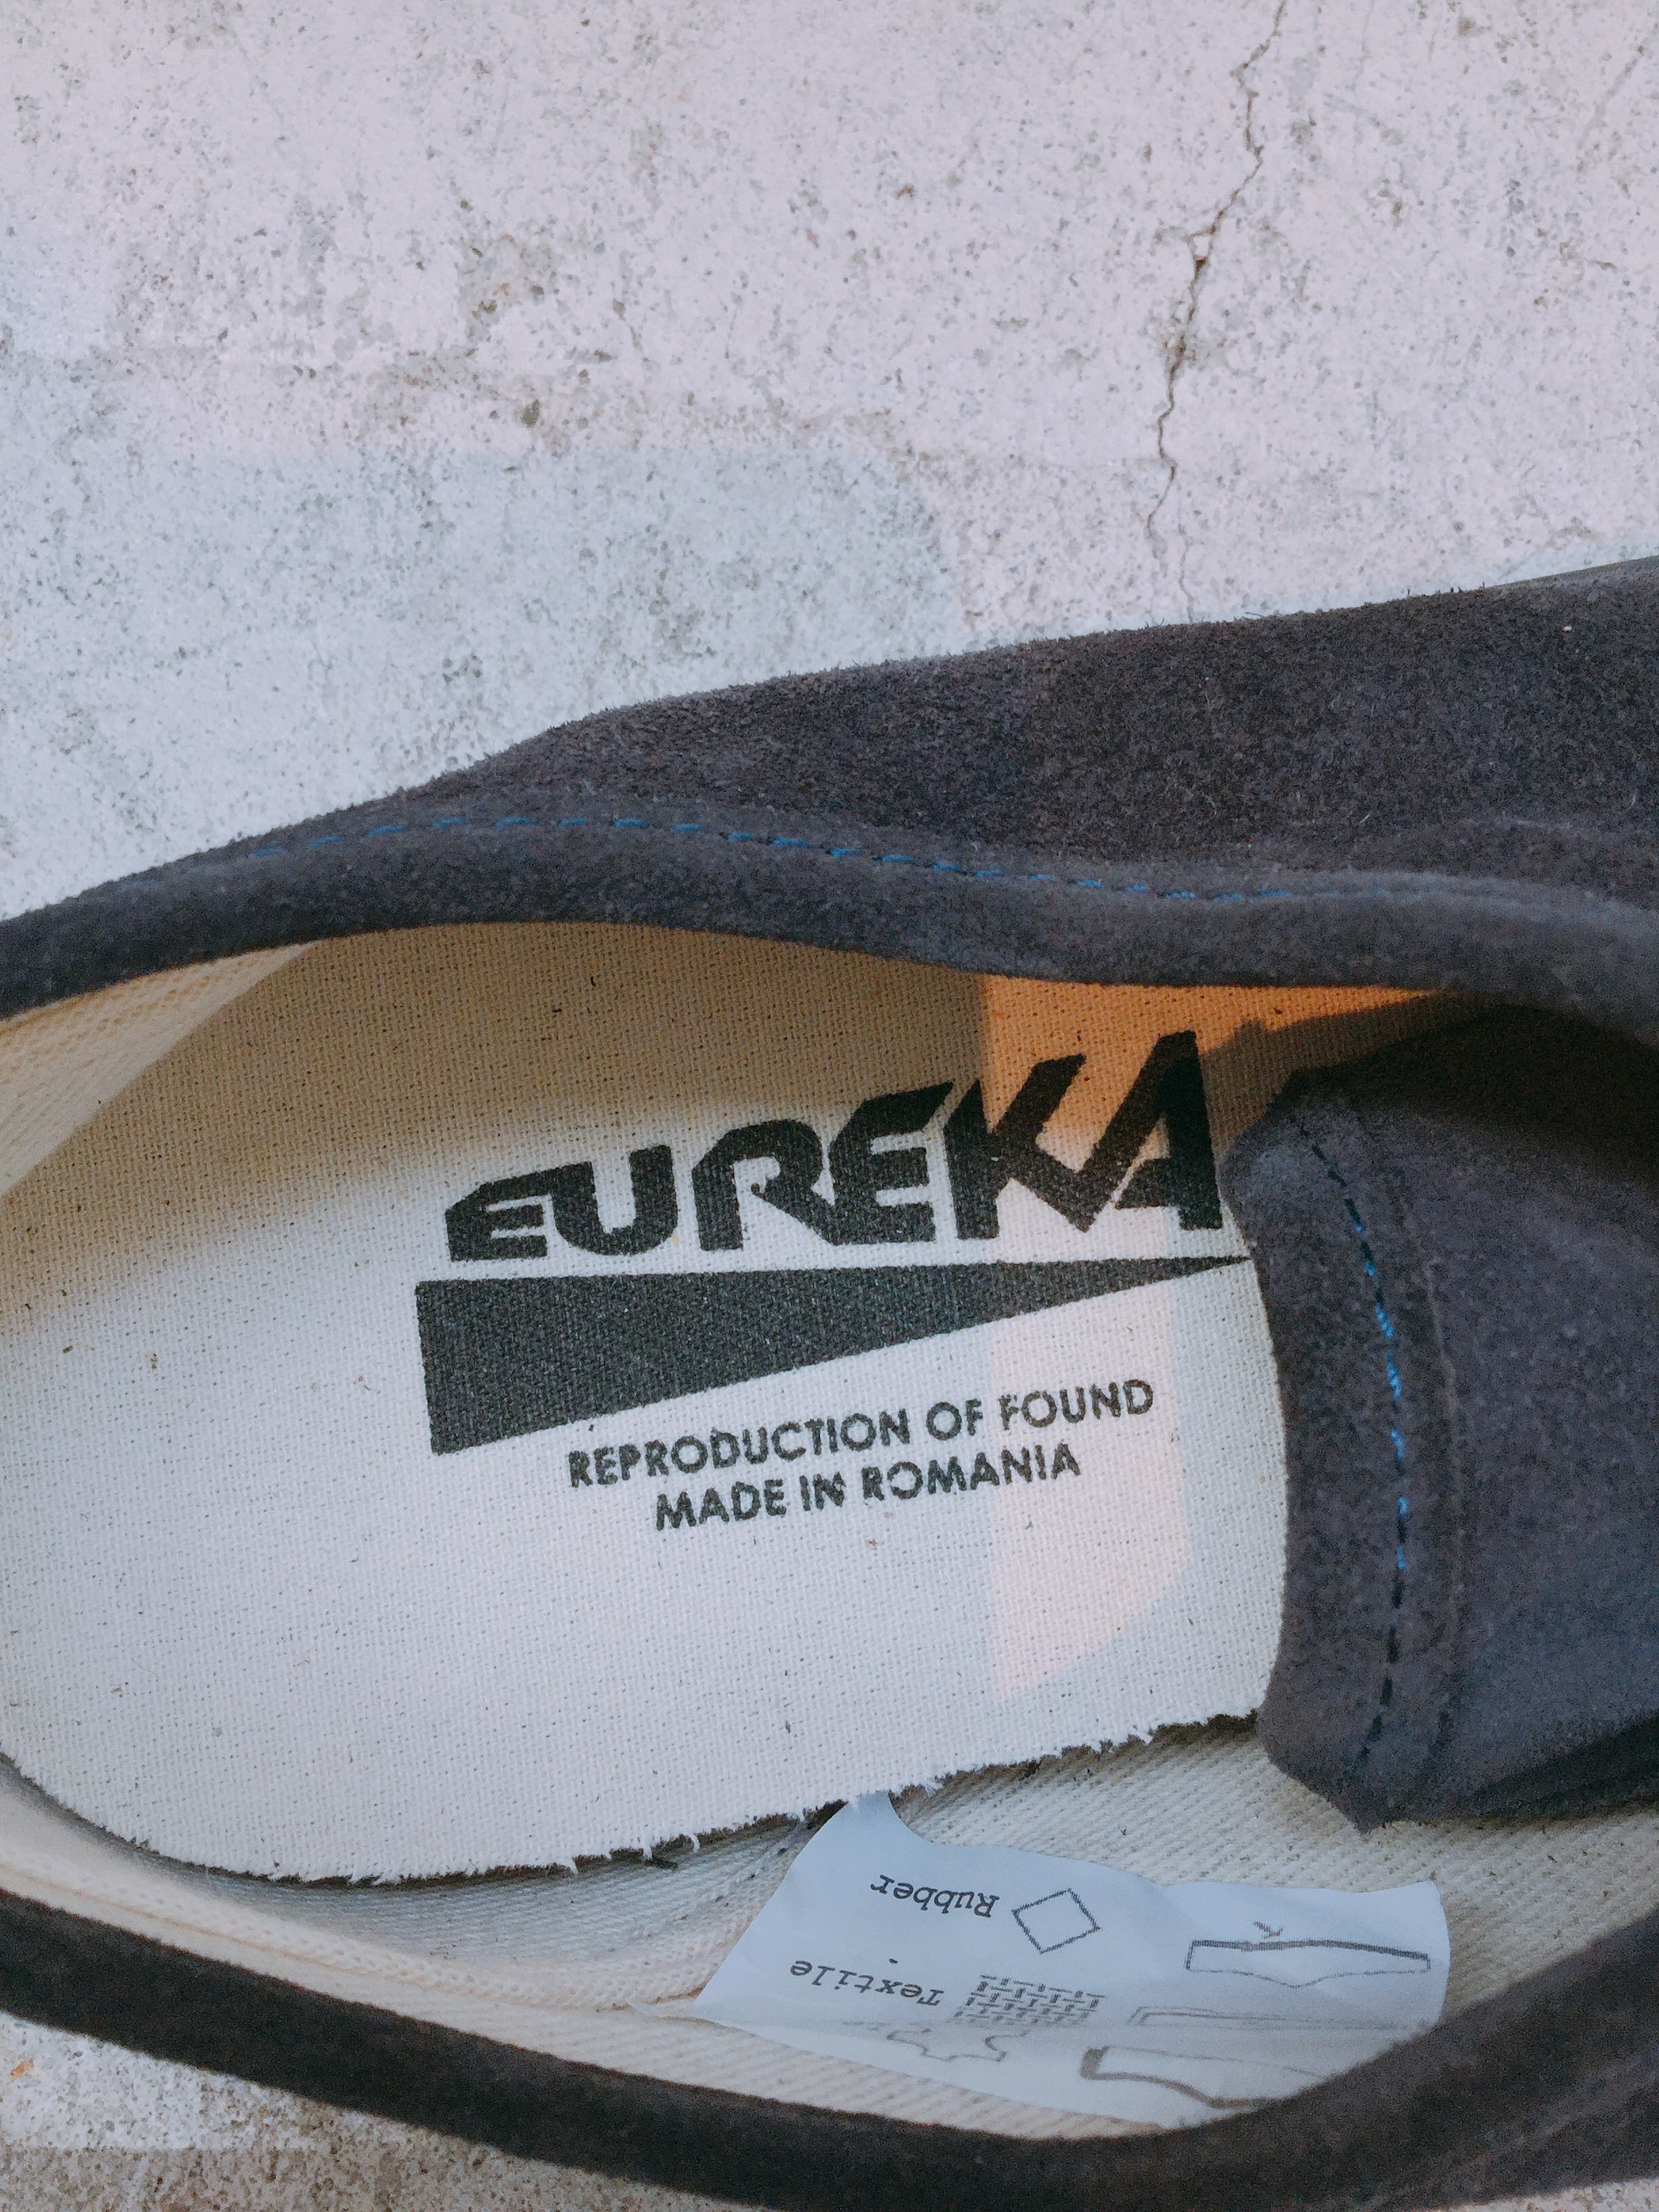 EUREKA
REPRODUCTION OF FOUND
MADE IN ROMANIA
Rubber
Textile